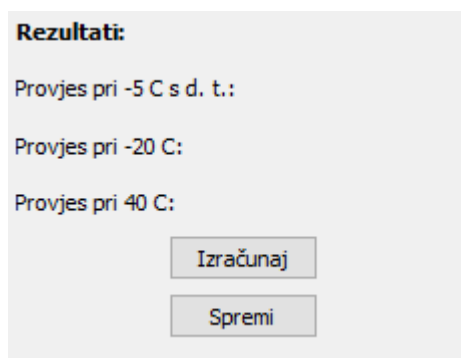 Rezultati:
Provjes pri -5 C s d. t.:
Provjes pri -20 C:
Provjes pri 40 C:
Izračunaj
Spremi